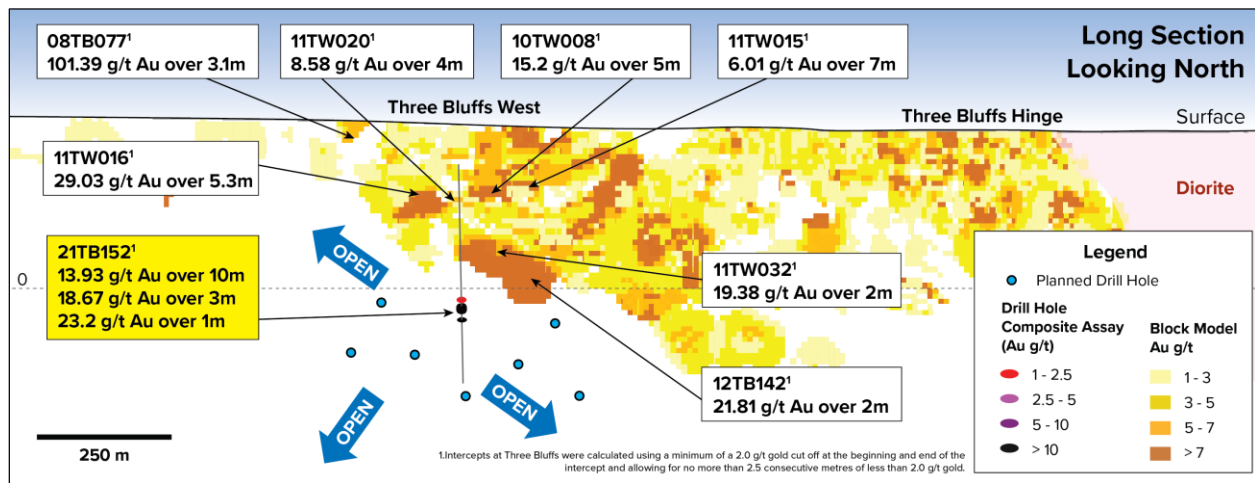 08TB077¹
101.39 g/t Au over 3.1m
11TW020¹
8.58 g/t Au over 4m
10TW008¹
15.2 g/t Au over 5m
11TW015¹
6.01 g/t Au over 7m
Long Section
Looking North
Three Bluffs West
Three Bluffs Hinge
Surface
11TW016¹
29.03 g/t Au over 5.3m
Diorite
21TB152¹
13.93 g/t Au over 10m
18.67 g/t Au over 3m
23.2 g/t Au over 1m
OPEN
0
11TW032¹
19.38 g/t Au over 2m
12TB142¹
21.81 g/t Au over 2m
OPEN
OPEN
250 m
Legend
Planned Drill Hole
Drill Hole
Composite Assay
(Au g/t)
1 - 2.5
2.5 - 5
5 - 10
> 10
Block Model
Au g/t
1 - 3
3 - 5
5 - 7
> 7
1.Intercepts at Three Bluffs were calculated using a minimum of a 2.0 g/t gold cut off at the beginning and end of the
intercept and allowing for no more than 2.5 consecutive metres of less than 2.0 g/t gold.